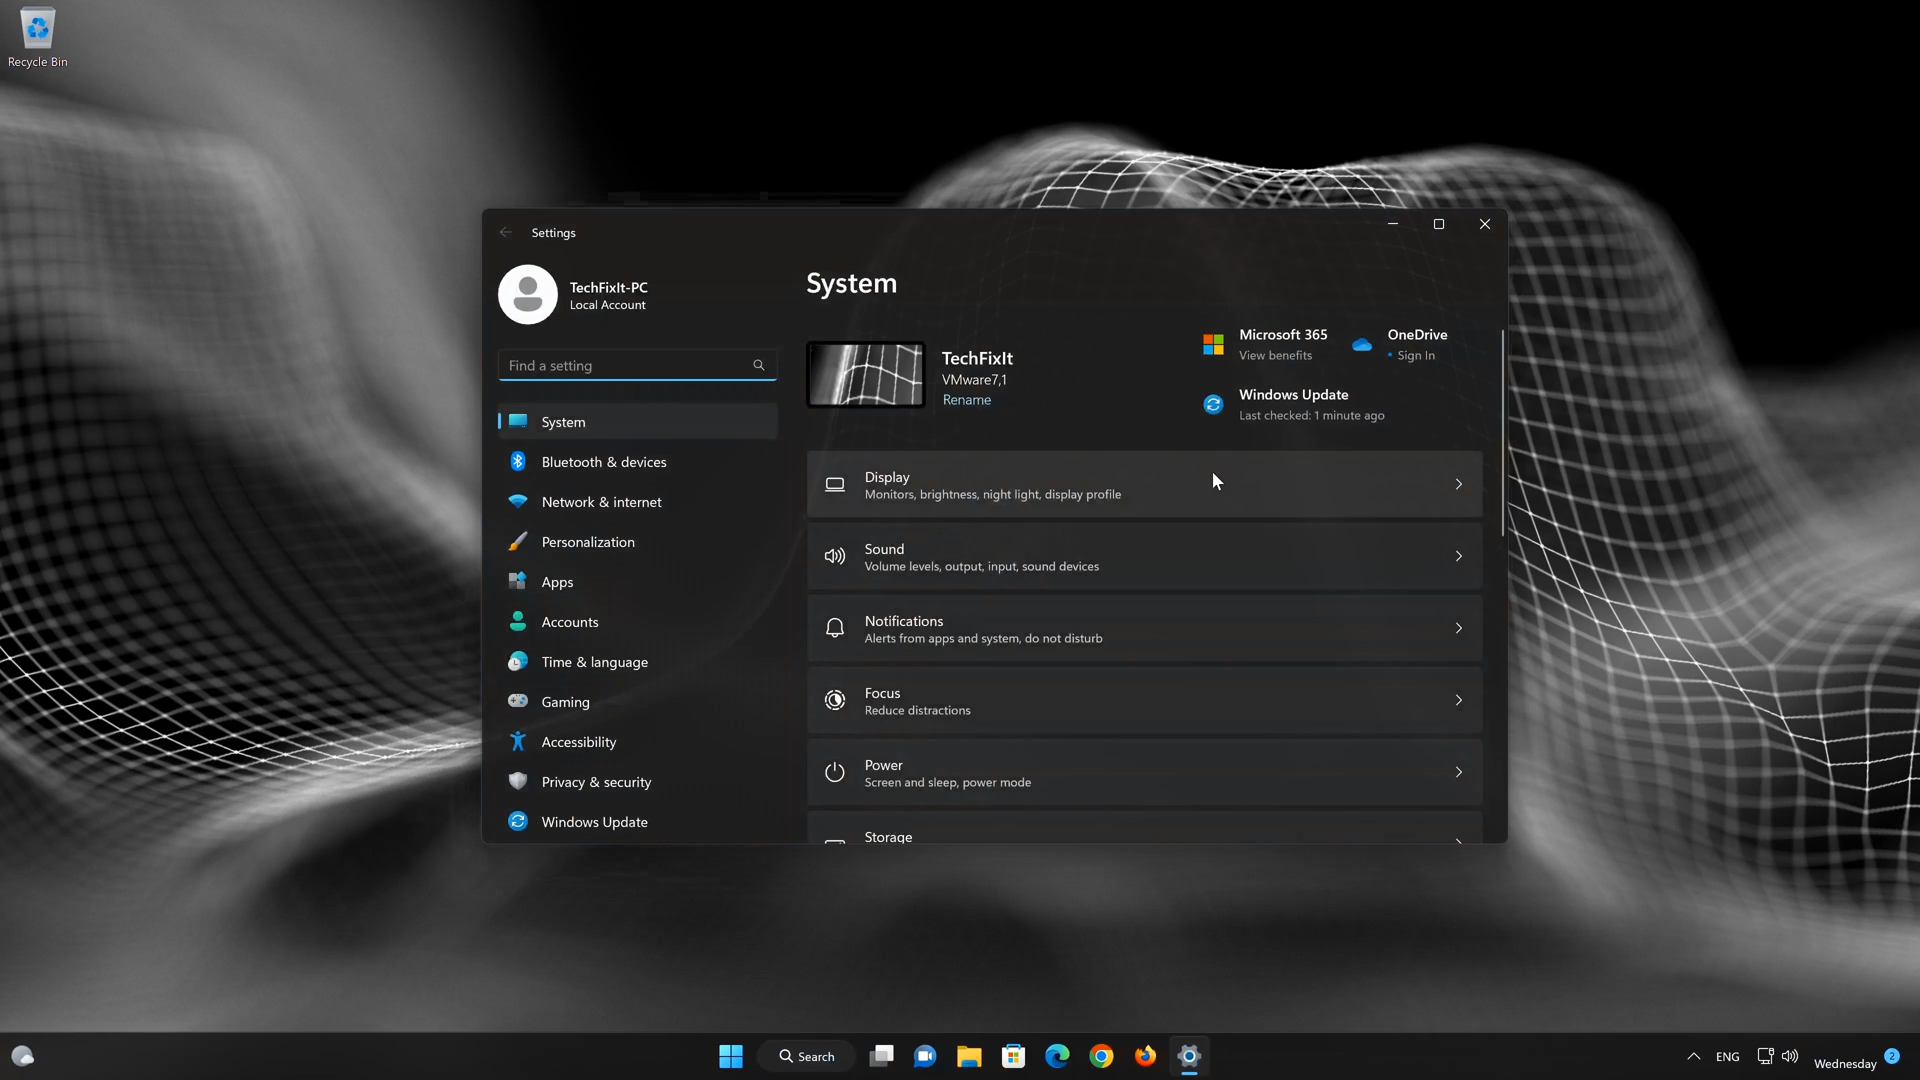 Recycle Bin
Settings
TechFixIt-PC
Local Account
Find a setting
System
Bluetooth & devices
Network & internet
Personalization
Apps
Accounts
Time & language
Gaming
Accessibility
Privacy & security
Windows Update
System
TechFixIt
VMware7,1
Rename
Microsoft 365
View benefits
OneDrive
• Sign In
Windows Update
Last checked: 1 minute ago
Display
Monitors, brightness, night light, display profile
Sound
Volume levels, output, input, sound devices
Notifications
Alerts from apps and system, do not disturb
Focus
Reduce distractions
Power
Screen and sleep, power mode
Storage
Search
ENG
Wednesday
2